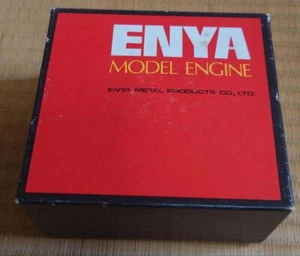 ENYA
MODEL ENGINE
ENYA METAL PRODUCTS CO., LTD.